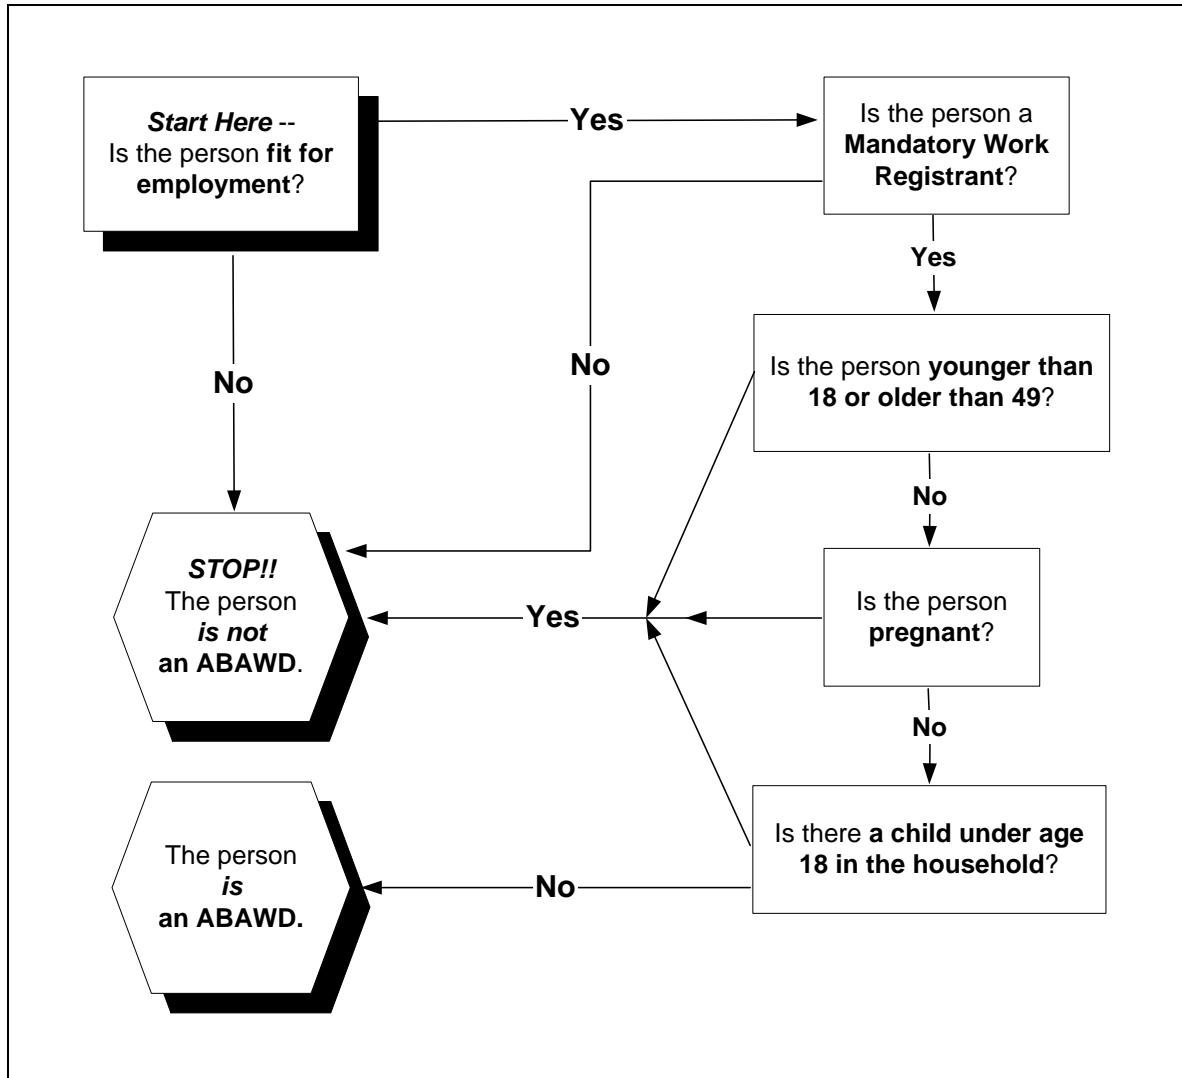 Start Here --
Is the person fit for
employment?
Yes
Is the person a
Mandatory Work
Registrant?
Yes
No
No
Is the person younger than
18 or older than 49?
No
STOP!!
The person
is not
an ABAWD.
Yes
Is the person
pregnant?
No
The person
is
an ABAWD.
No
Is there a child under age
18 in the household?